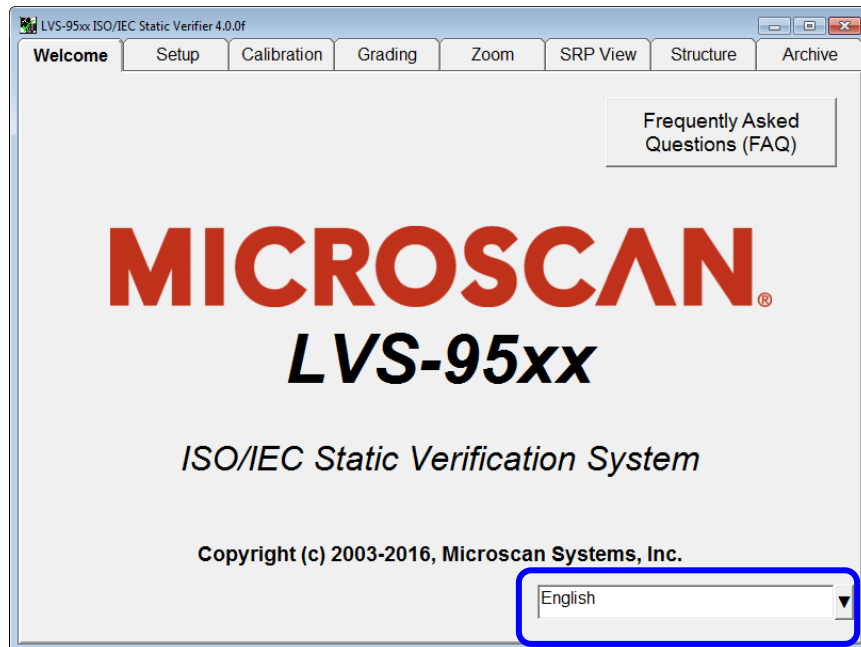 LVS-95xx ISO/IEC Static Verifier 4.0.0f
Welcome Setup Calibration Grading Zoom SRP View Structure Archive
Frequently Asked
Questions (FAQ)
MICROSCAN®
LVS-95xx
ISO/IEC Static Verification System
Copyright (c) 2003-2016, Microscan Systems, Inc.
English